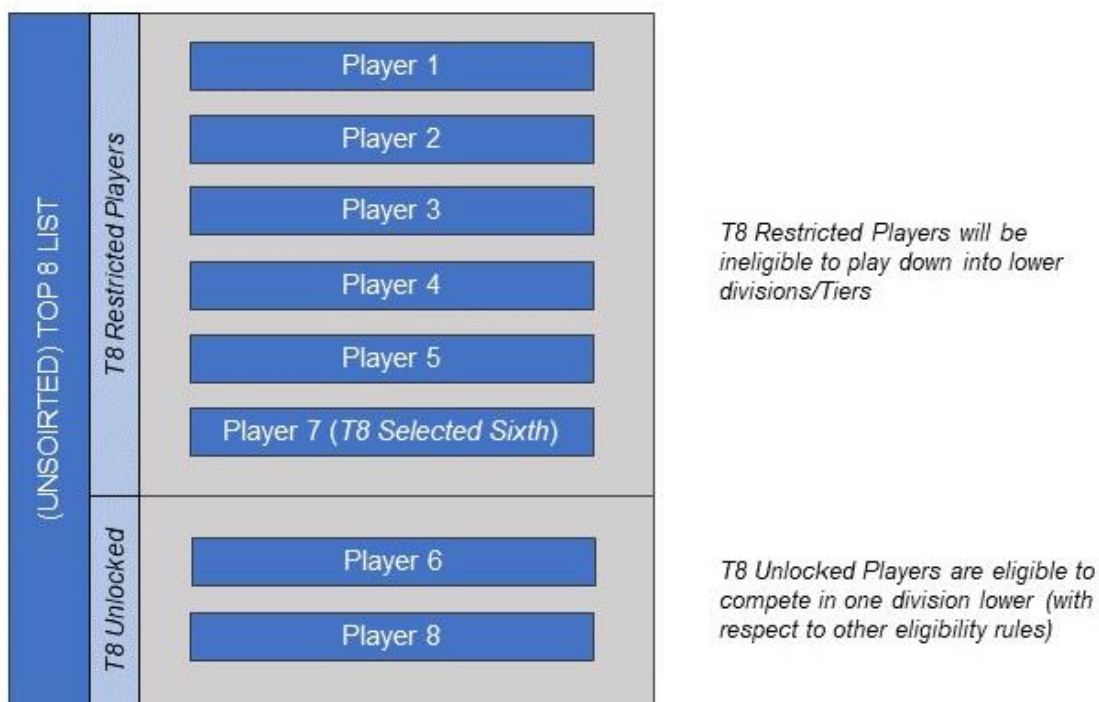 (UNSOIRTED) TOP 8 LIST
T8 Restricted Players
Player 1
Player 2
Player 3
Player 4
Player 5
Player 7 (T8 Selected Sixth)
T8 Restricted Players will be
ineligible to play down into lower
divisions/Tiers
T8 Unlocked
Player 6
Player 8
T8 Unlocked Players are eligible to
compete in one division lower (with
respect to other eligibility rules)